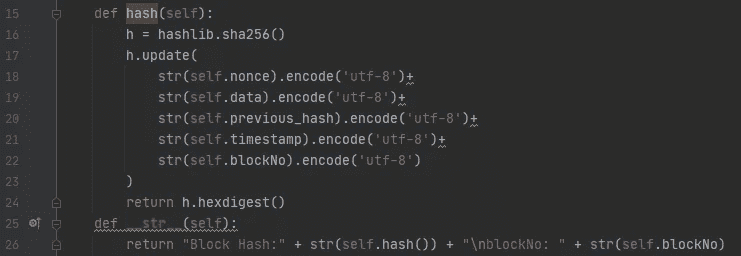 15 def hash(self):
16 h = hashlib.sha256()
17 h.update(
18 str(self.nonce).encode('utf-8')+
19 str(self.data).encode('utf-8')+
20 str(self.previous_hash).encode('utf-8')+
21 str(self.timestamp).encode('utf-8')+
22 str(self.blockNo).encode('utf-8')
23 )
24 return h.hexdigest()
25 def __str__(self):
26 return "Block Hash:" + str(self.hash()) + "\nblockNo: " + str(self.blockNo)